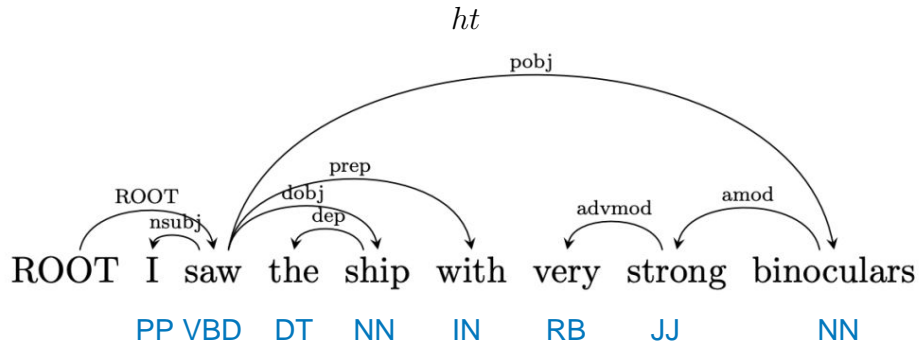 ht
pobj
prep
ROOT dobj
nsubj dep advmod amod
ROOT I saw the ship with very strong binoculars
PP VBD DT NN IN RB JJ NN